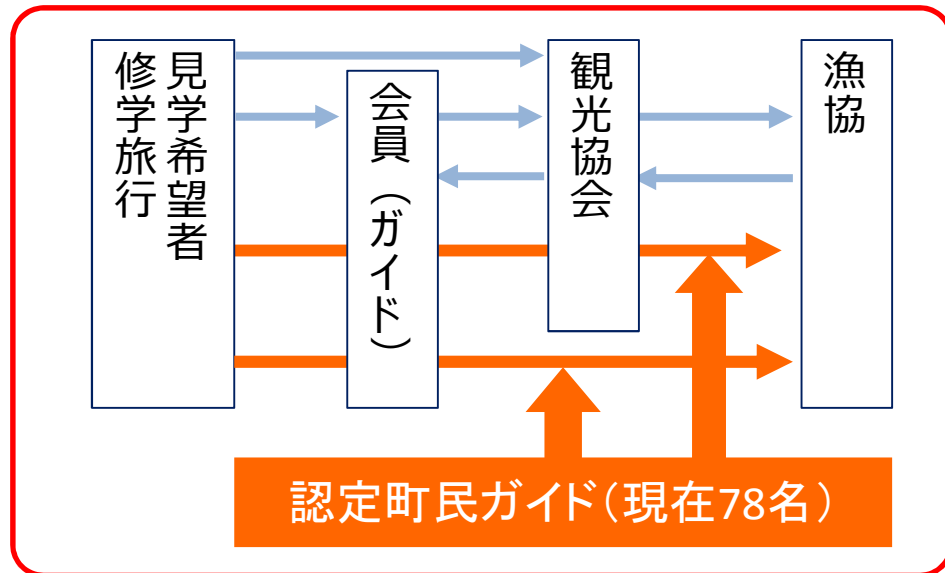 見学希望者
修学旅行
会員（ガイド）
観光協会
漁協
認定町民ガイド（現在78名）